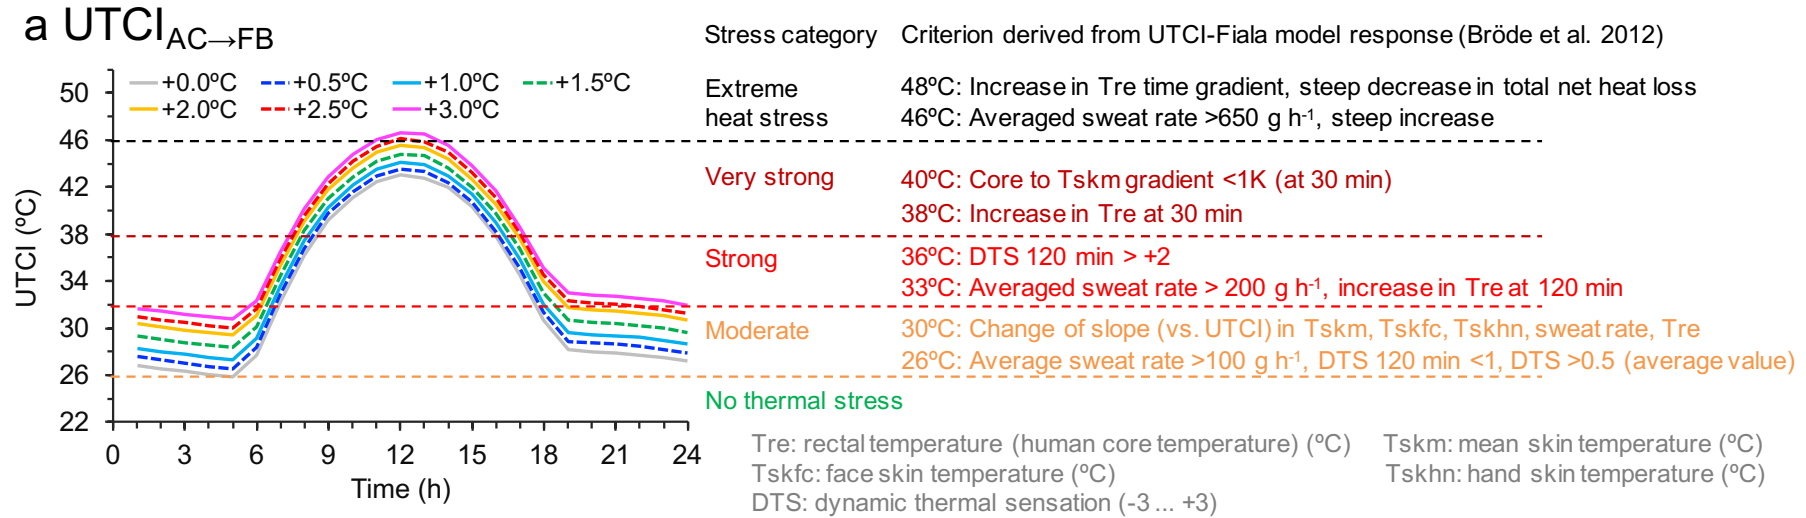 a UTCI AC→FB
Stress category Criterion derived from UTCI-Fiala model response (Bröde et al. 2012)
+0.0ºC +0.5ºC +1.0ºC +1.5ºC
+2.0ºC +2.5ºC +3.0ºC
50
46
42
38
34
30
26
22
UTCI (ºC)
0 3 6 9 12 15 18 21 24
Time (h)
Extreme
heat stress
48ºC: Increase in Tre time gradient, steep decrease in total net heat loss
46ºC: Averaged sweat rate >650 g h-1, steep increase
Very strong
40ºC: Core to Tskm gradient <1K (at 30 min)
38ºC: Increase in Tre at 30 min
Strong
36ºC: DTS 120 min > +2
33ºC: Averaged sweat rate > 200 g h-1, increase in Tre at 120 min
Moderate
30ºC: Change of slope (vs. UTCI) in Tskm, Tskfc, Tskhn, sweat rate, Tre
26ºC: Average sweat rate >100 g h-1, DTS 120 min <1, DTS >0.5 (average value)
No thermal stress
Tre: rectal temperature (human core temperature) (ºC) Tskm: mean skin temperature (ºC)
Tskfc: face skin temperature (ºC) Tskhn: hand skin temperature (ºC)
DTS: dynamic thermal sensation (-3 ... +3)